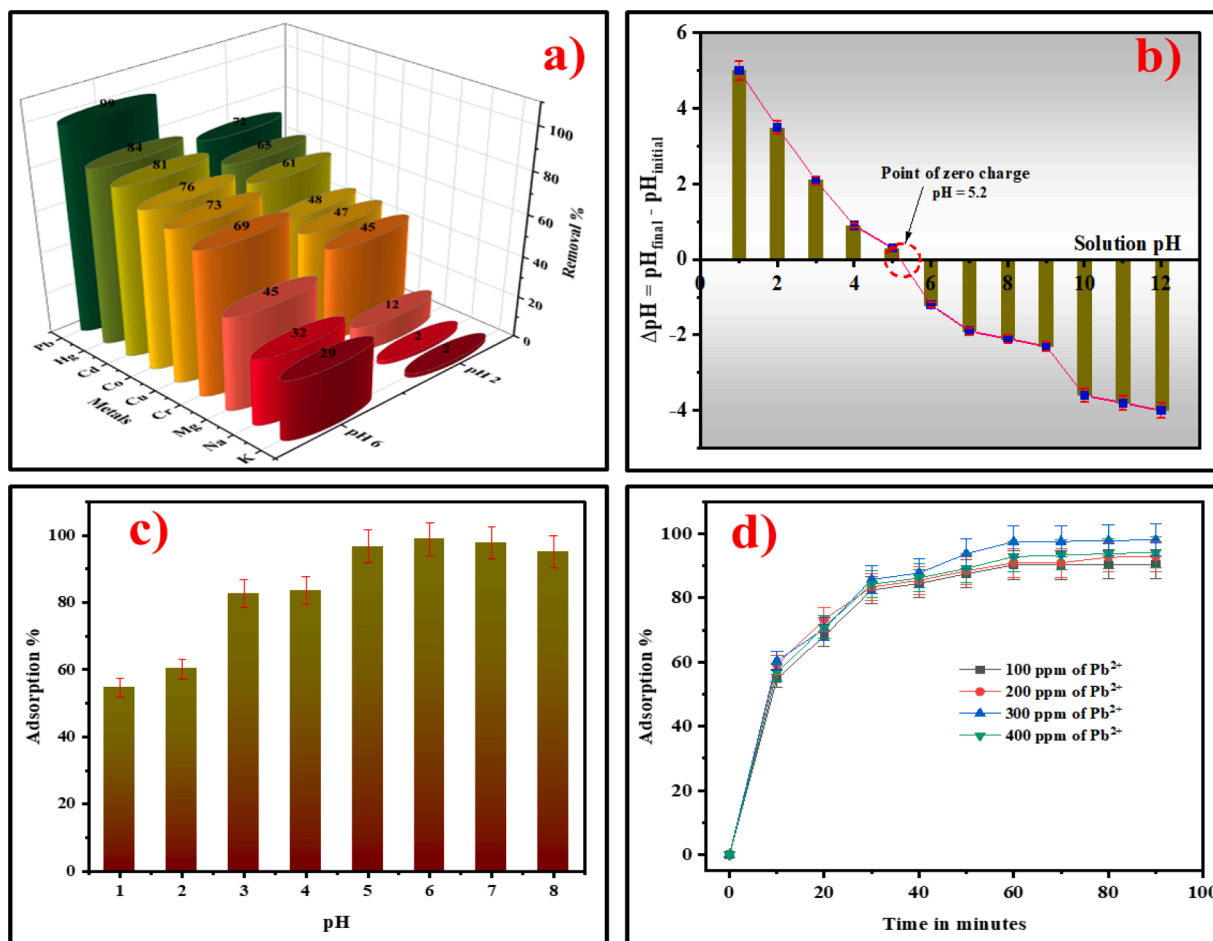 a)
99
84
81
76
73
69
45
32
29
72
65
61
48
47
45
12
2
2
100
80
60
40
20
0
Removal %
Pb
Hg
Cd
Co
Cu
Cr
Mg
Na
K
Metals
pH 6
pH 2
b)
6
4
2
0
-2
-4
ΔpH = pH_final - pH_initial
Point of zero charge
pH = 5.2
Solution pH
0 2 4 6 8 10 12
c)
100
80
60
40
20
0
Adsorption %
1 2 3 4 5 6 7 8
pH
d)
100
80
60
40
20
0
Adsorption %
100 ppm of Pb²⁺
200 ppm of Pb²⁺
300 ppm of Pb²⁺
400 ppm of Pb²⁺
0 20 40 60 80 100
Time in minutes